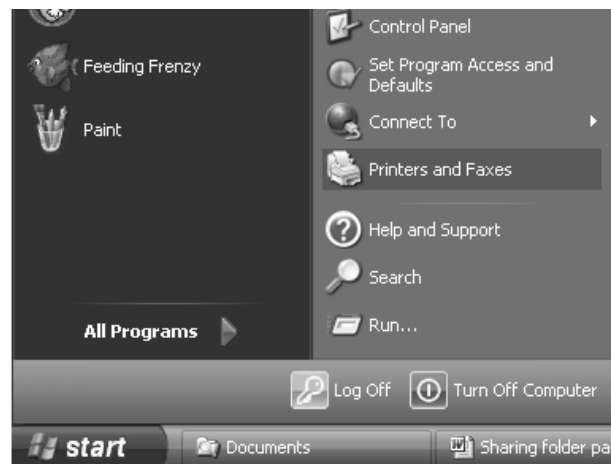 Feeding Frenzy
Paint
All Programs
Control Panel
Set Program Access and
Defaults
Connect To
Printers and Faxes
Help and Support
Search
Run...
Log Off
Turn Off Computer
start
Documents
Sharing folder pa